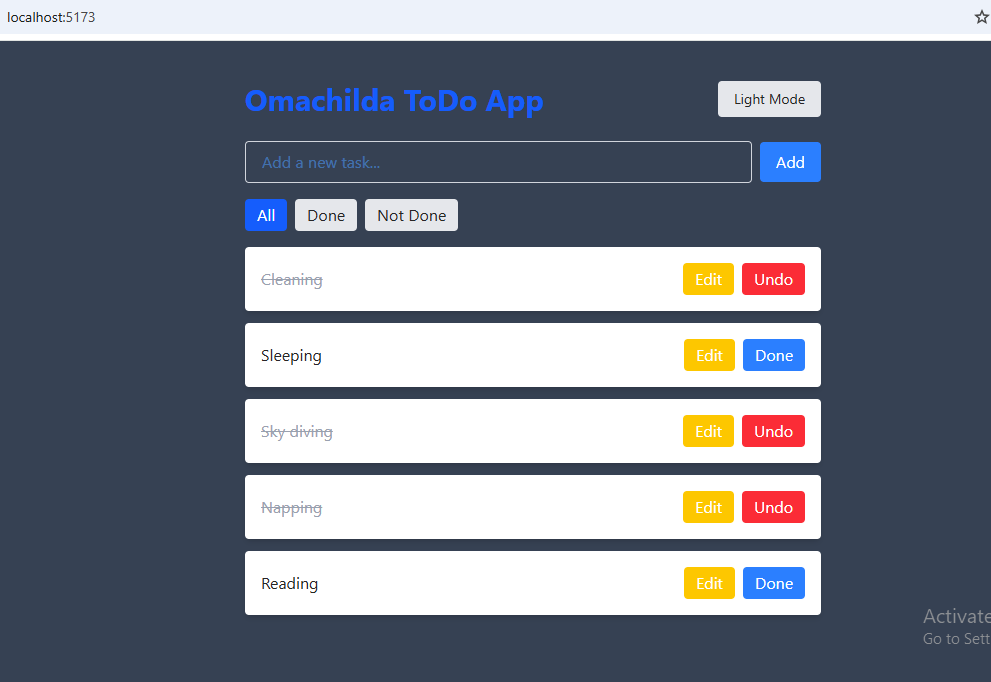 localhost:5173
Omachilda ToDo App
Light Mode
Add a new task...
Add
All Done Not Done
Cleaning Edit Undo
Sleeping Edit Done
Sky diving Edit Undo
Napping Edit Undo
Reading Edit Done
Activate
Go to Sett